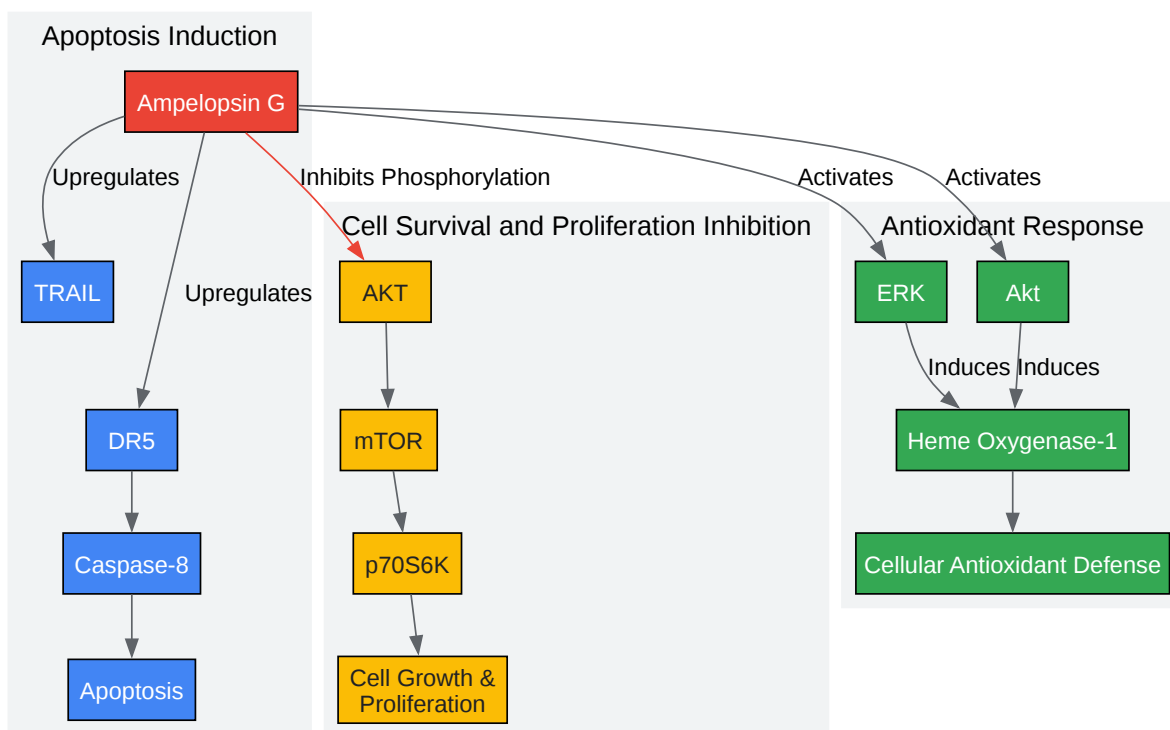 Apoptosis Induction
Ampelopsin G
Upregulates
Inhibits Phosphorylation
Activates
Activates
Cell Survival and Proliferation Inhibition
Antioxidant Response
TRAIL
Upregulates
AKT
ERK
Akt
Induces
Induces
DR5
mTOR
Heme Oxygenase-1
Caspase-8
p70S6K
Cellular Antioxidant Defense
Apoptosis
Cell Growth &
Proliferation